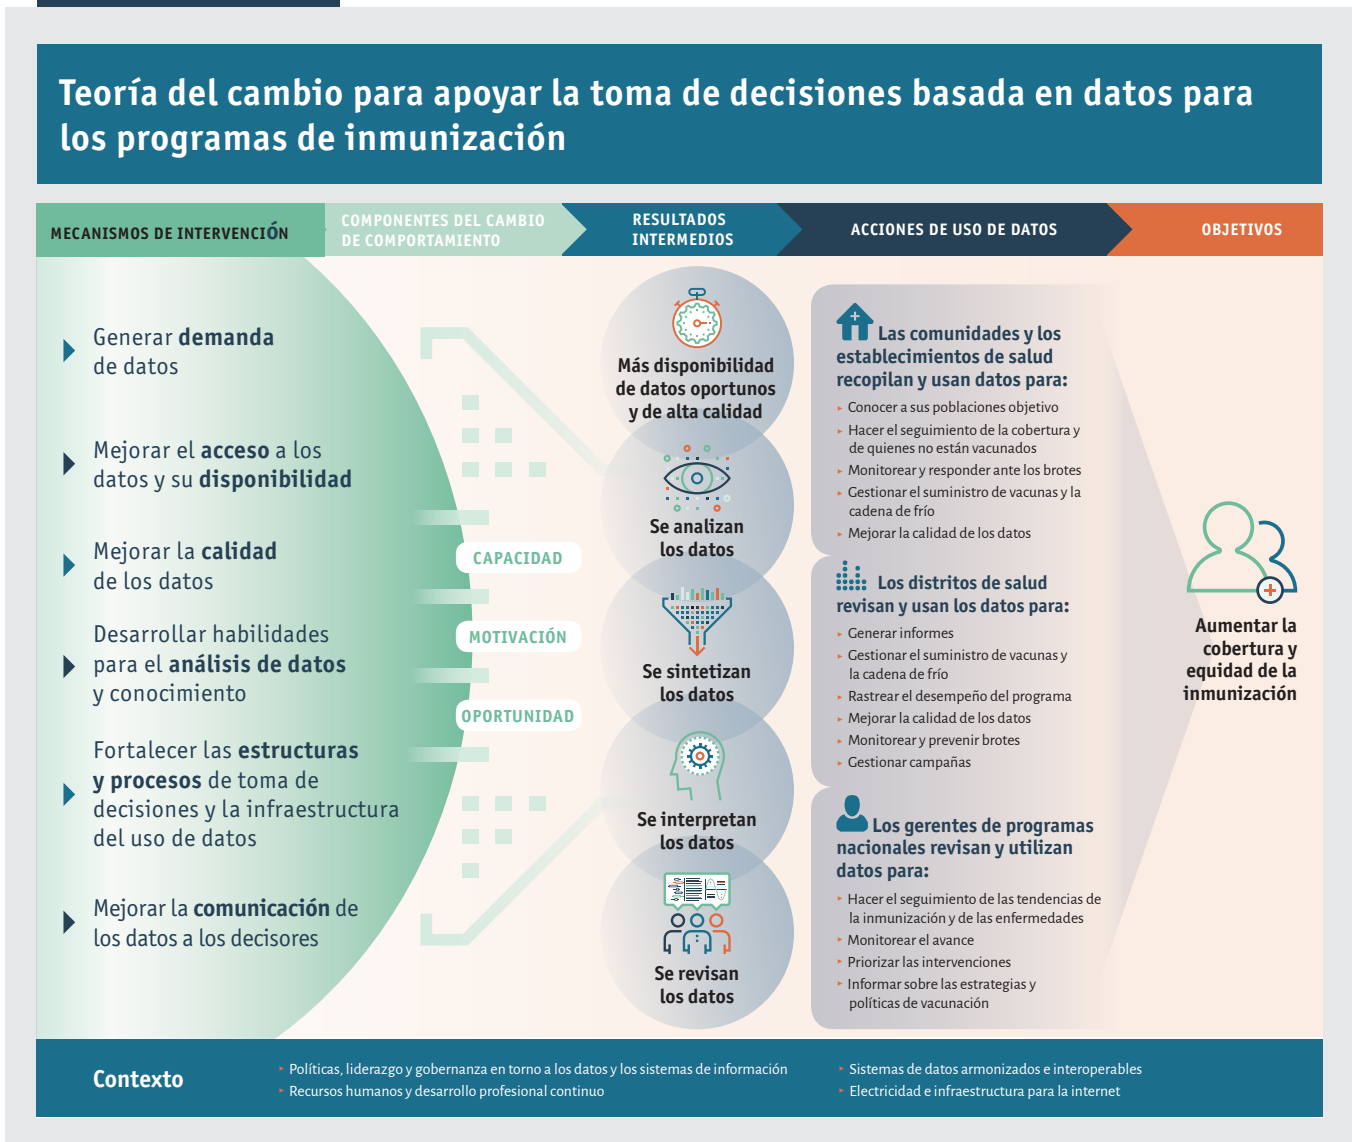 Teoría del cambio para apoyar la toma de decisiones basada en datos para
los programas de inmunización
MECANISMOS DE INTERVENCIÓN
COMPONENTES DEL CAMBIO
DE COMPORTAMIENTO
RESULTADOS
INTERMEDIOS
ACCIONES DE USO DE DATOS
OBJETIVOS
Generar demanda
de datos
Mejorar el acceso a los
datos y su disponibilidad
Mejorar la calidad
de los datos
Desarrollar habilidades
para el análisis de datos
y conocimiento
Fortalecer las estructuras
y procesos de toma de
decisiones y la infraestructura
del uso de datos
Mejorar la comunicación de
los datos a los decisores
CAPACIDAD
MOTIVACIÓN
OPORTUNIDAD
Más disponibilidad
de datos oportunos
y de alta calidad
Se analizan
los datos
Se sintetizan
los datos
Se interpretan
los datos
Se revisan
los datos
Las comunidades y los
establecimientos de salud
recopilan y usan datos para:
Conocer a sus poblaciones objetivo
Hacer el seguimiento de la cobertura y
de quienes no están vacunados
Monitorear y responder ante los brotes
Gestionar el suministro de vacunas y la
cadena de frío
Mejorar la calidad de los datos
Los distritos de salud
revisan y usan los datos para:
Generar informes
Gestionar el suministro de vacunas y
la cadena de frío
Rastrear el desempeño del programa
Mejorar la calidad de los datos
Monitorear y prevenir brotes
Gestionar campañas
Los gerentes de programas
nacionales revisan y utilizan
datos para:
Hacer el seguimiento de las tendencias de
la inmunización y de las enfermedades
Monitorear el avance
Priorizar las intervenciones
Informar sobre las estrategias y
políticas de vacunación
Aumentar la
cobertura y
equidad de la
inmunización
Contexto
Políticas, liderazgo y gobernanza en torno a los datos y los sistemas de información
Recursos humanos y desarrollo profesional continuo
Sistemas de datos armonizados e interoperables
Electricidad e infraestructura para la internet